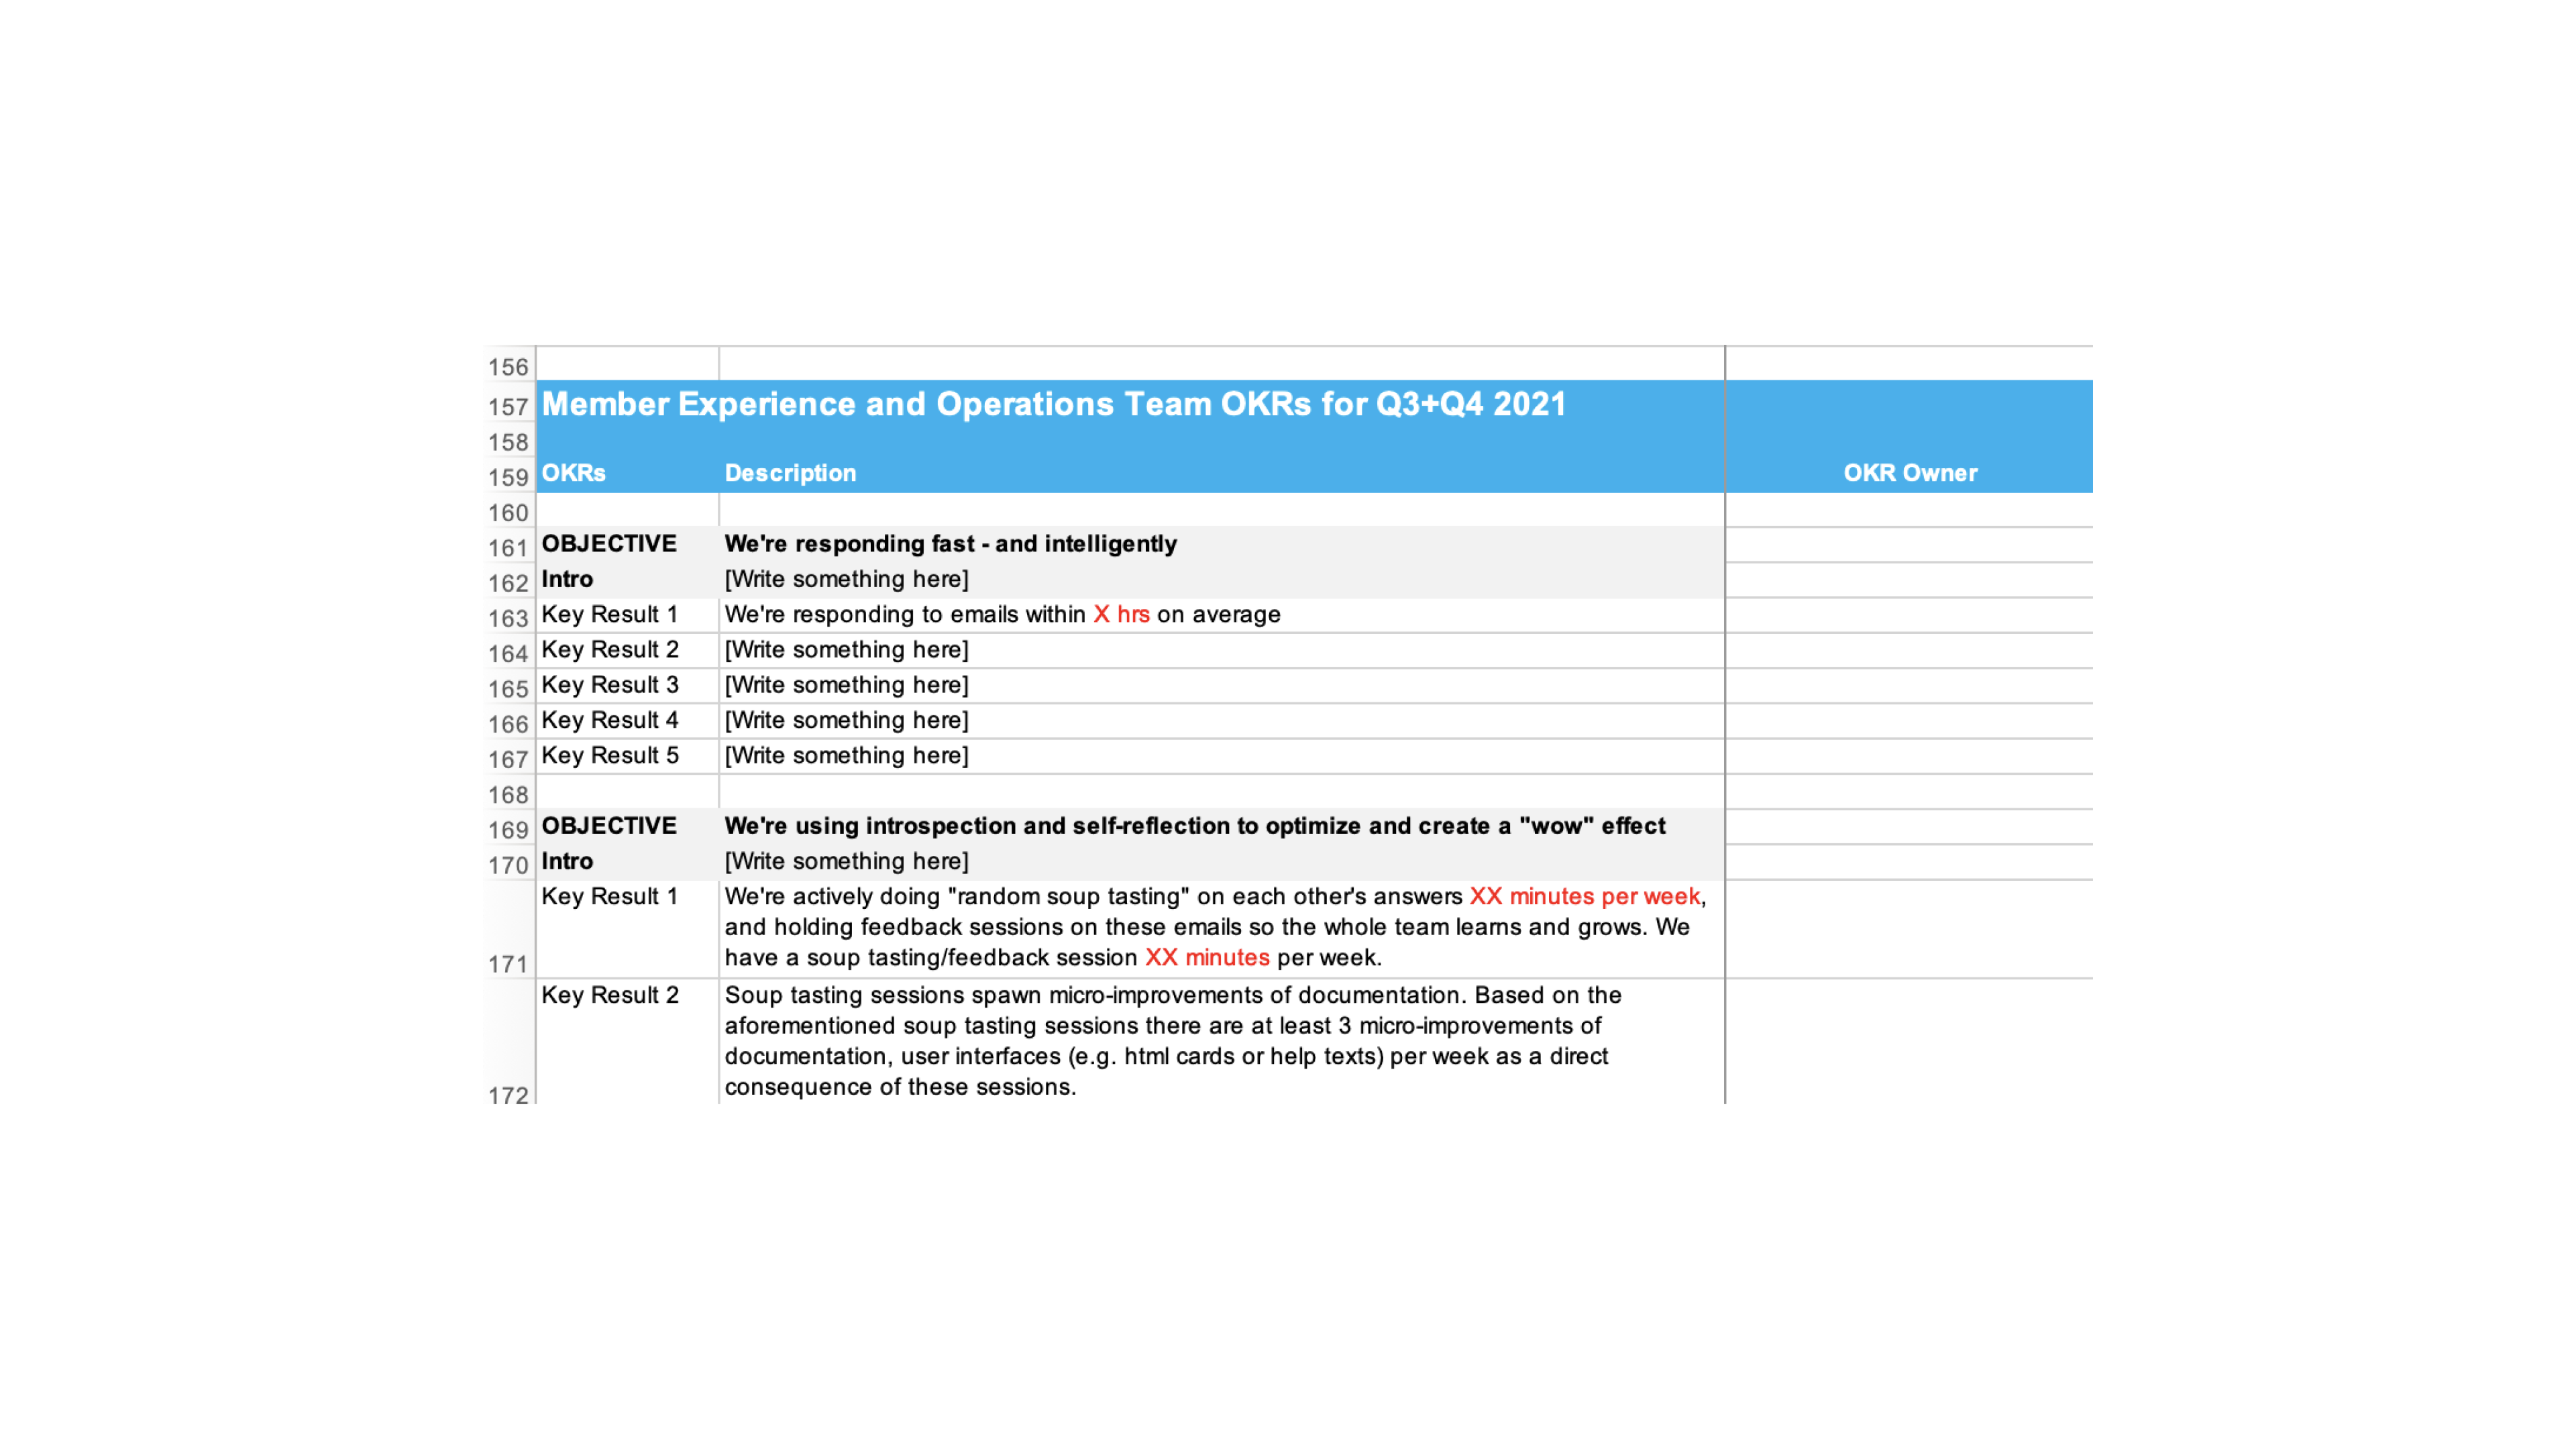 156
157 Member Experience and Operations Team OKRs for Q3+Q4 2021
158
159 OKRs Description OKR Owner
160
161 OBJECTIVE We're responding fast - and intelligently
162 Intro [Write something here]
163 Key Result 1 We're responding to emails within X hrs on average
164 Key Result 2 [Write something here]
165 Key Result 3 [Write something here]
166 Key Result 4 [Write something here]
167 Key Result 5 [Write something here]
168
169 OBJECTIVE We're using introspection and self-reflection to optimize and create a "wow" effect
170 Intro [Write something here]
Key Result 1 We're actively doing "random soup tasting" on each other's answers XX minutes per week,
and holding feedback sessions on these emails so the whole team learns and grows. We
171 have a soup tasting/feedback session XX minutes per week.
Key Result 2 Soup tasting sessions spawn micro-improvements of documentation. Based on the
aforementioned soup tasting sessions there are at least 3 micro-improvements of
documentation, user interfaces (e.g. html cards or help texts) per week as a direct
172 consequence of these sessions.